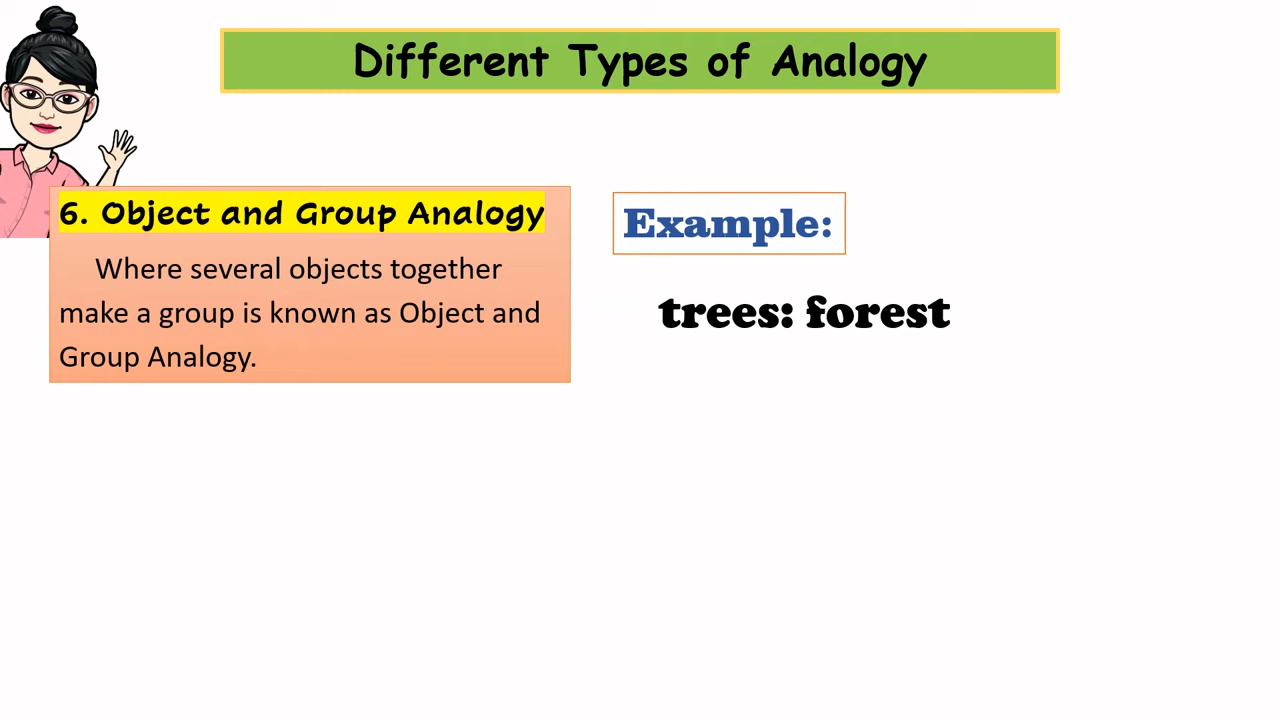 Different Types of Analogy
6. Object and Group Analogy
Where several objects together
make a group is known as Object and
Group Analogy.
Example:
trees: forest